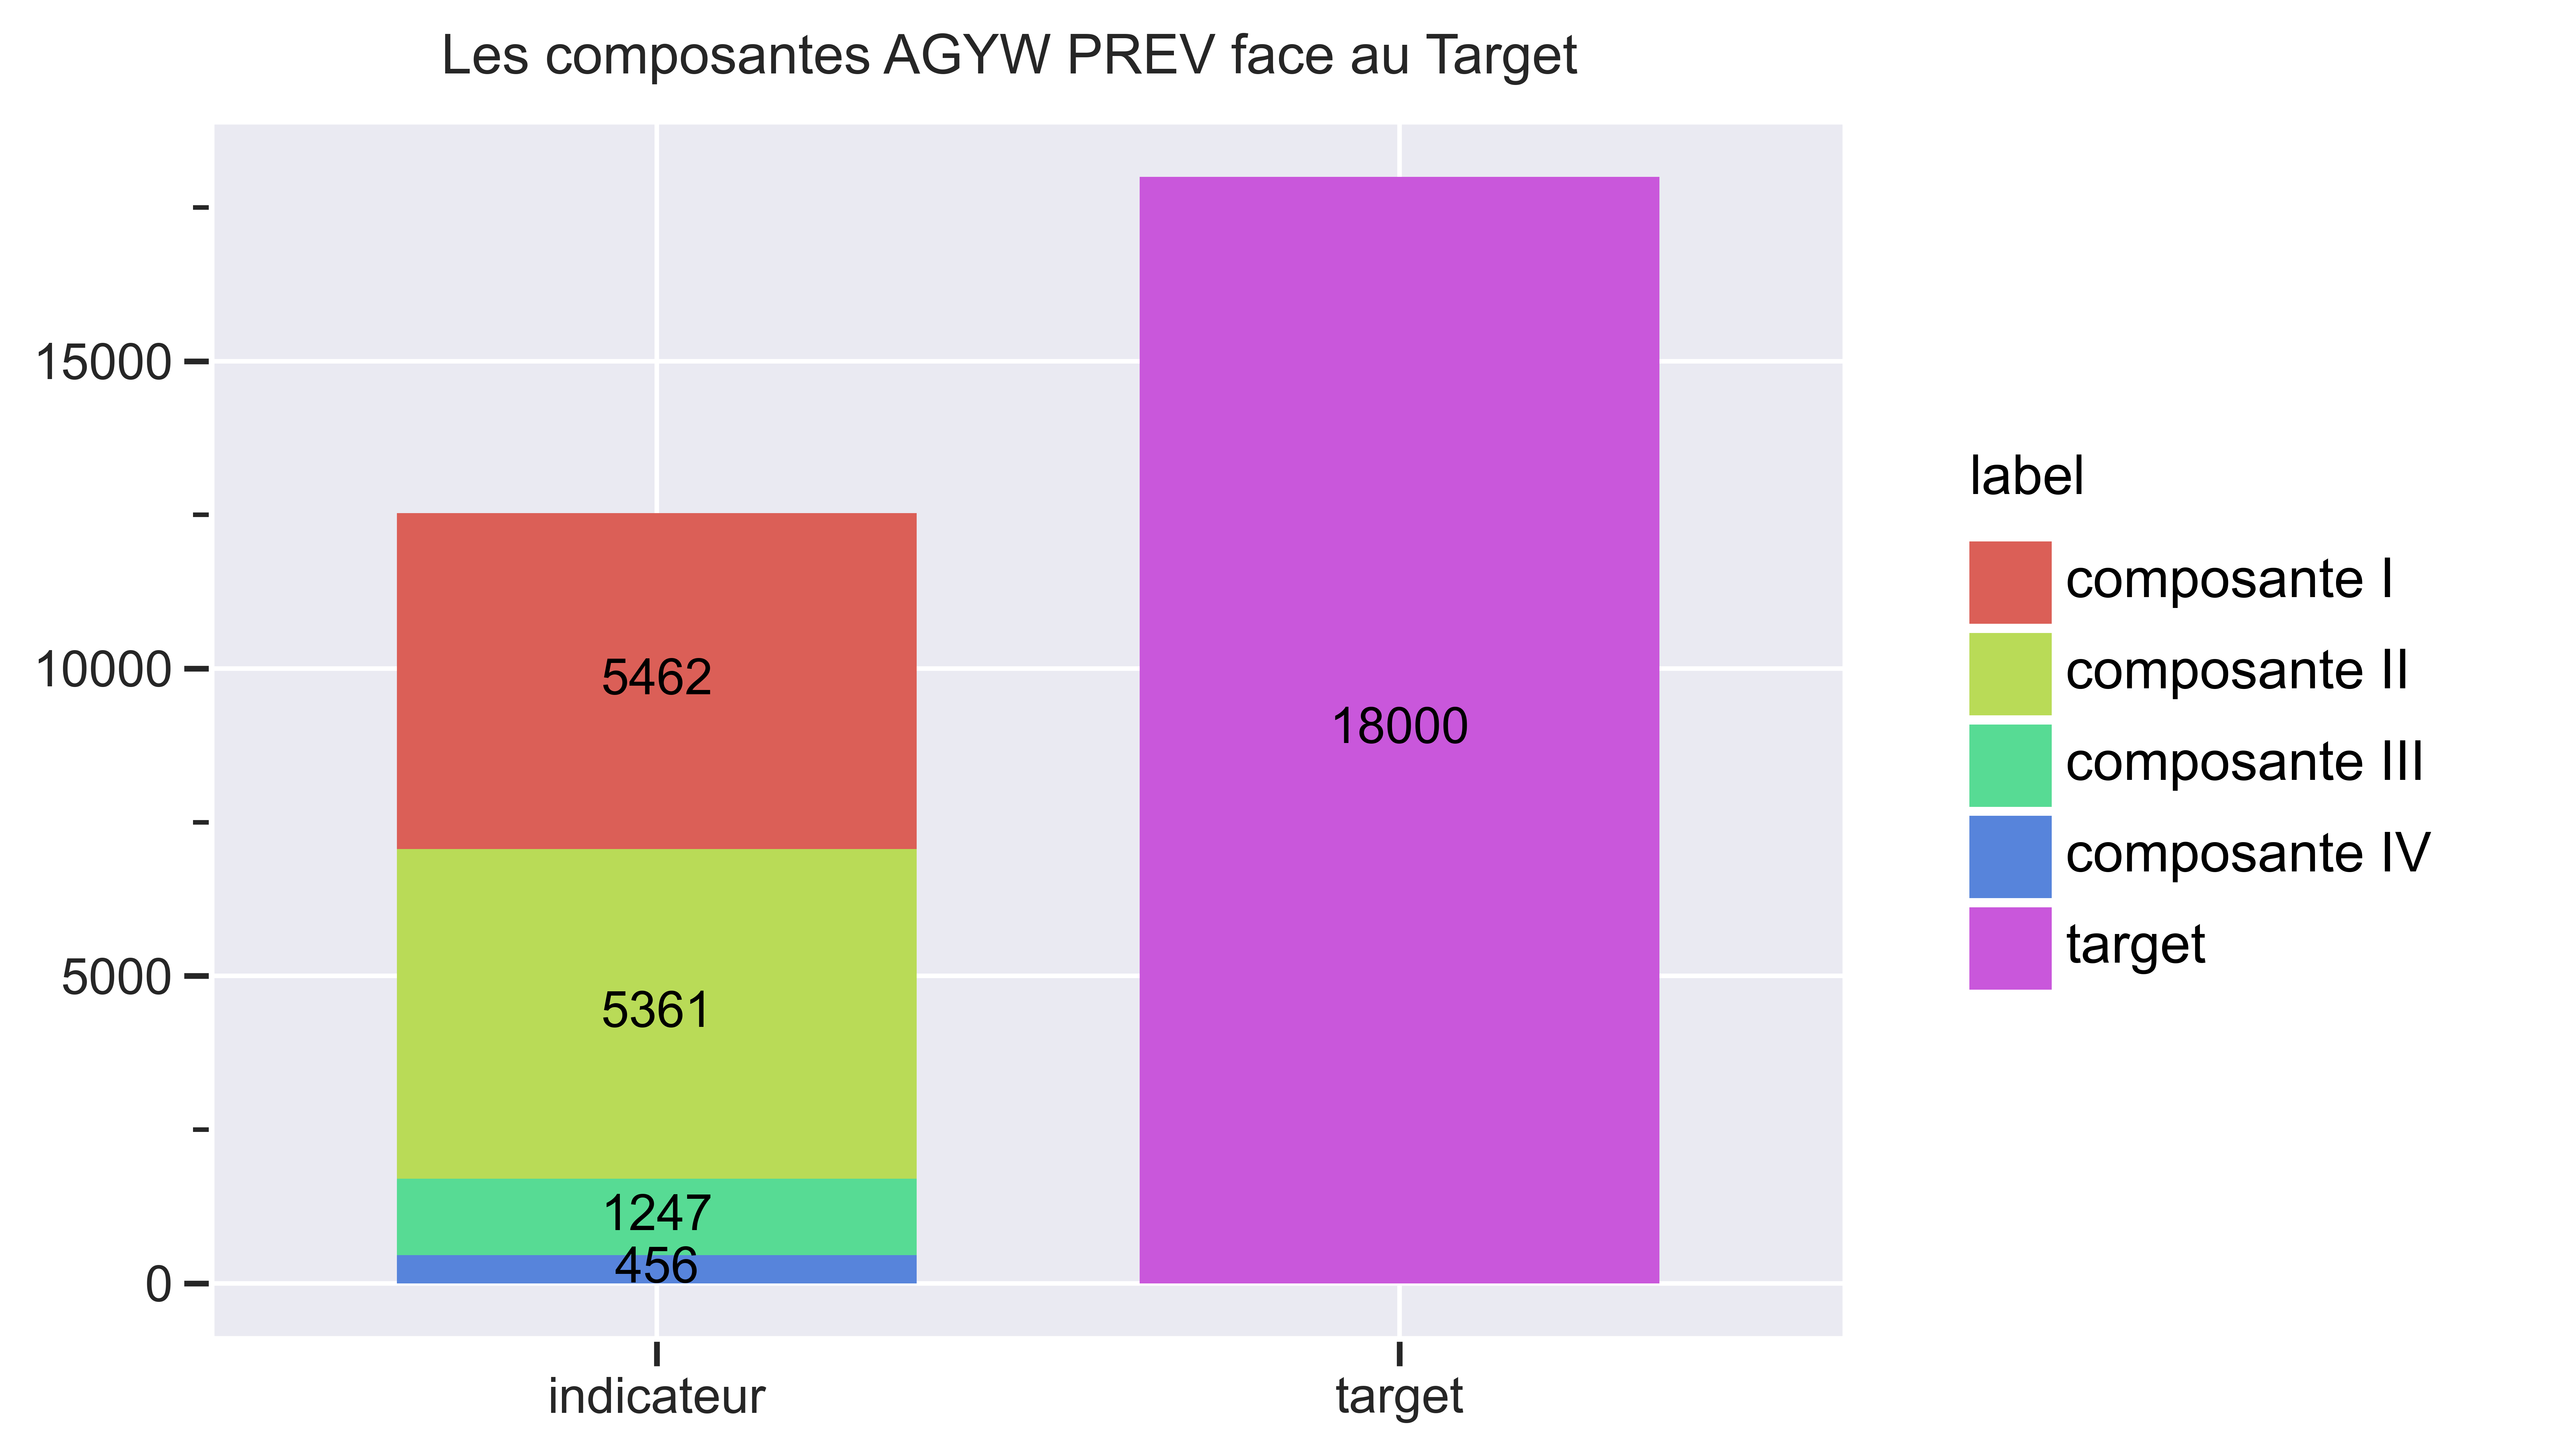 Les composantes AGYW PREV face au Target
15000
10000
5000
0
5462
5361
1247
456
18000
indicateur
target
label
composante I
composante II
composante III
composante IV
target